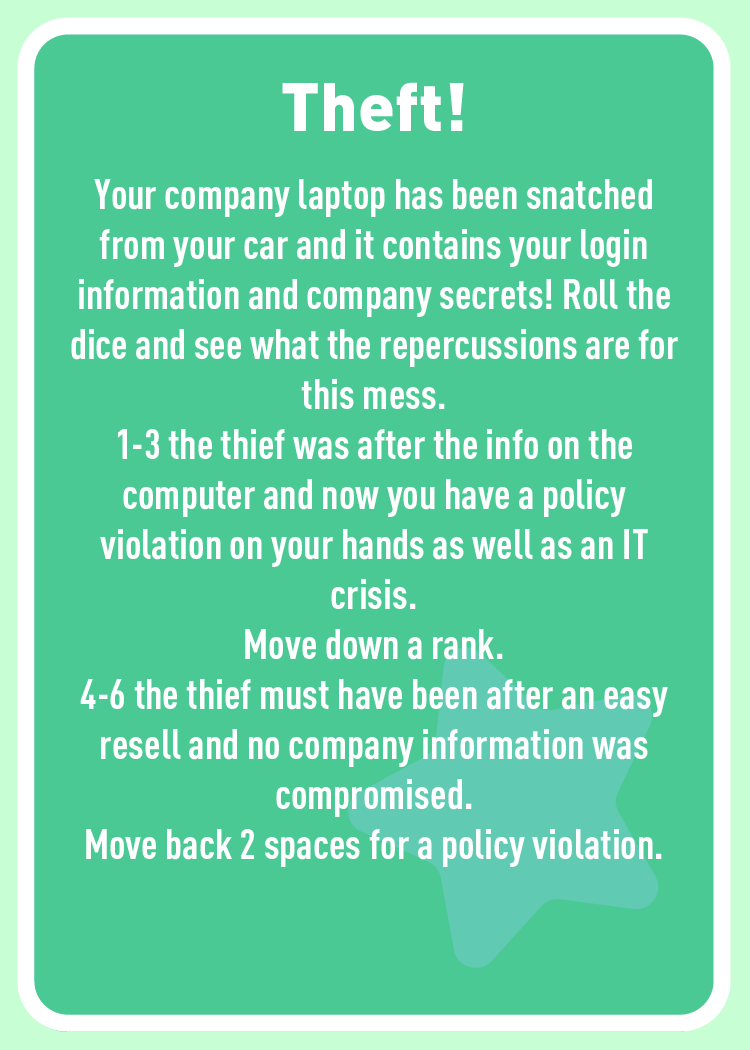 Theft!
Your company laptop has been snatched
from your car and it contains your login
information and company secrets! Roll the
dice and see what the repercussions are for
this mess.
1-3 the thief was after the info on the
computer and now you have a policy
violation on your hands as well as an IT
crisis.
Move down a rank.
4-6 the thief must have been after an easy
resell and no company information was
compromised.
Move back 2 spaces for a policy violation.